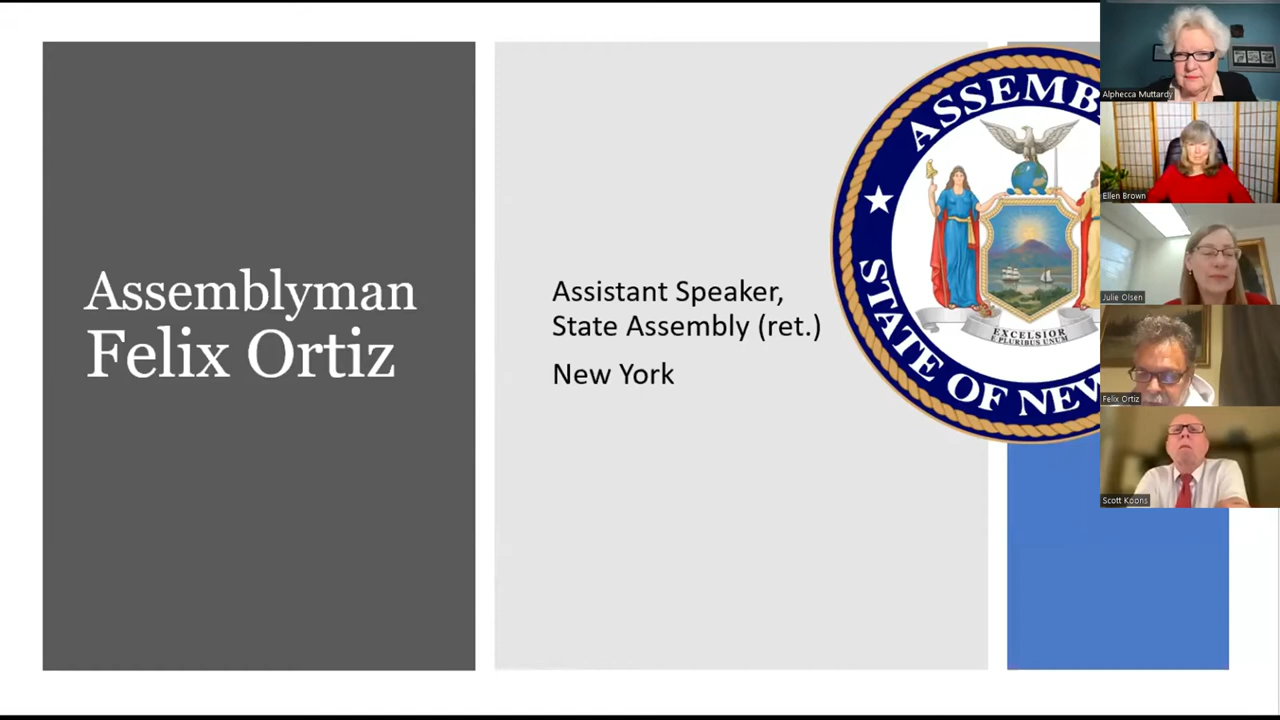 Assemblyman
Felix Ortiz
Assistant Speaker,
State Assembly (ret.)
New York
STATE OF NEW
EXCELSIOR
E PLURIBUS UNUM
Alphecca Muttardy
Ellen Brown
Julie Olsen
Felix Ortiz
Scott Koons